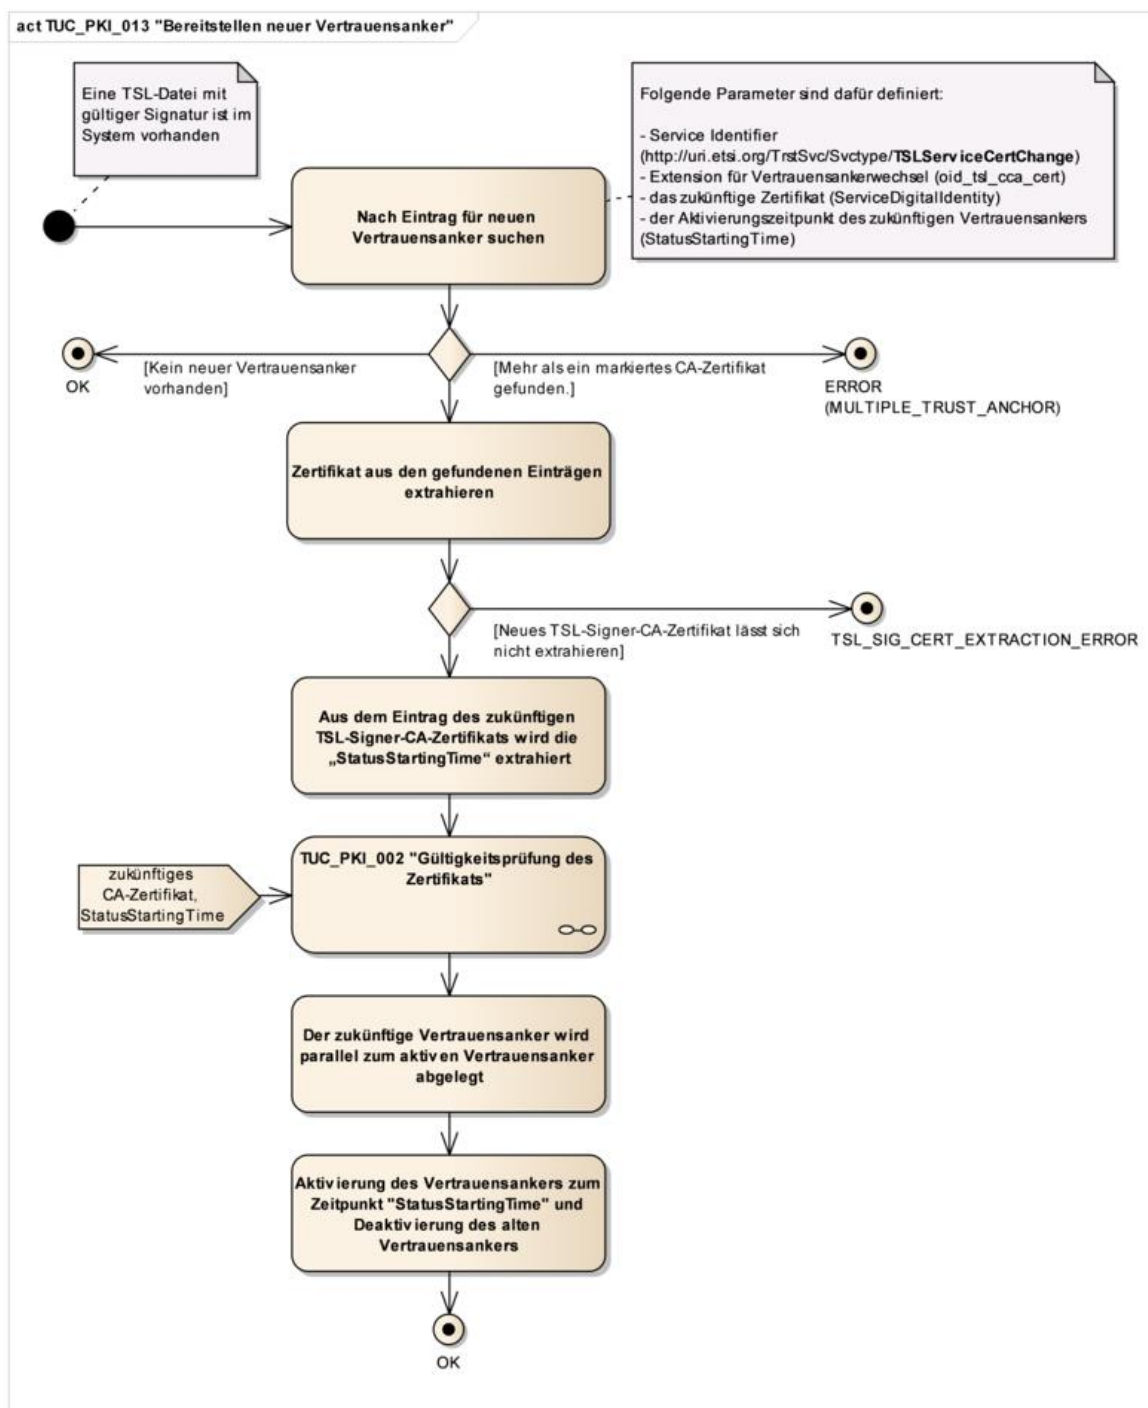 act TUC_PKI_013 "Bereitstellen neuer Vertrauensanker"
Eine TSL-Datei mit
gültiger Signatur ist im
System vorhanden
Folgende Parameter sind dafür definiert:
- Service Identifier
(http://uri.etsi.org/TrstSvc/Svctype/TSLServiceCertChange)
- Extension für Vertrauensankerwechsel (oid_tsl_cca_cert)
- das zukünftige Zertifikat (ServiceDigitalIdentity)
- der Aktivierungszeitpunkt des zukünftigen Vertrauensankers
(StatusStartingTime)
Nach Eintrag für neuen
Vertrauensanker suchen
OK
[Kein neuer Vertrauensanker
vorhanden]
[Mehr als ein markiertes CA-Zertifikat
gefunden.]
ERROR
(MULTIPLE_TRUST_ANCHOR)
Zertifikat aus den gefundenen Einträgen
extrahieren
[Neues TSL-Signer-CA-Zertifikat lässt sich
nicht extrahieren]
TSL_SIG_CERT_EXTRACTION_ERROR
Aus dem Eintrag des zukünftigen
TSL-Signer-CA-Zertifikats wird die
„StatusStartingTime“ extrahiert
zukünftiges
CA-Zertifikat,
StatusStartingTime
TUC_PKI_002 "Gültigkeitsprüfung des
Zertifikats"
Der zukünftige Vertrauensanker wird
parallel zum aktiven Vertrauensanker
abgelegt
Aktivierung des Vertrauensankers zum
Zeitpunkt "StatusStartingTime" und
Deaktivierung des alten
Vertrauensankers
OK